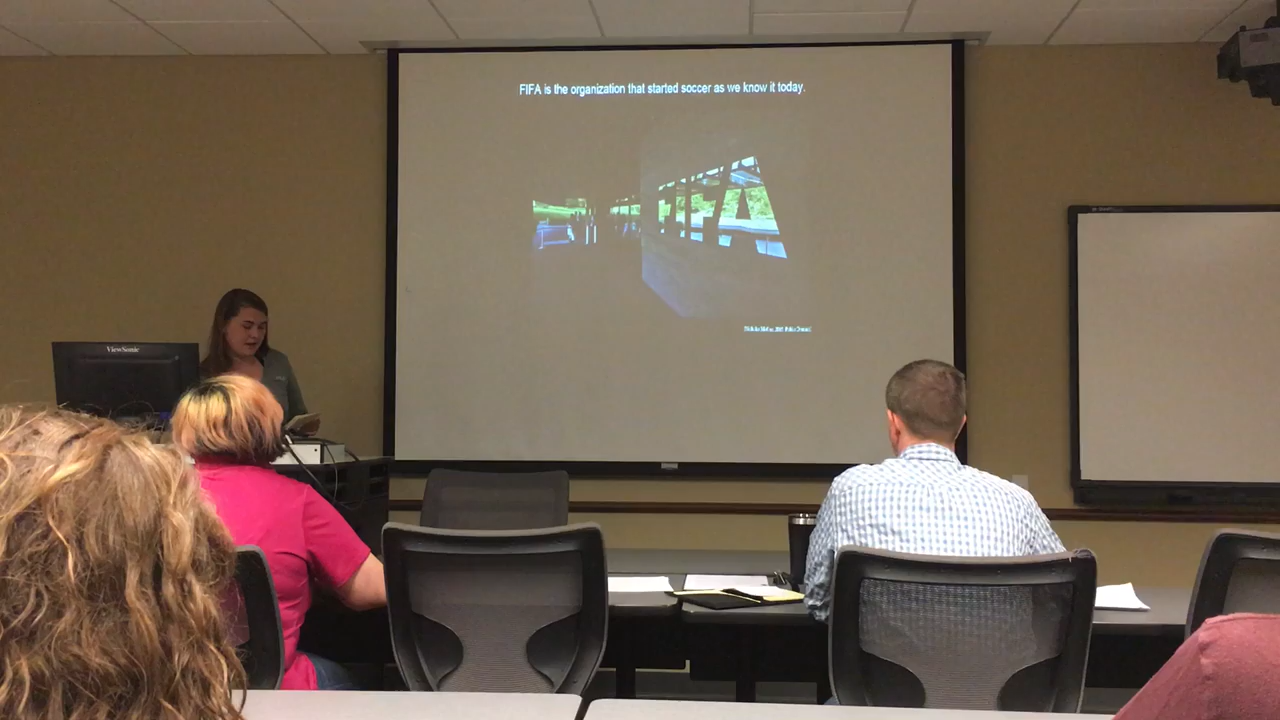 FIFA is the organization that started soccer as we know it today.
FIFA
ViewSonic